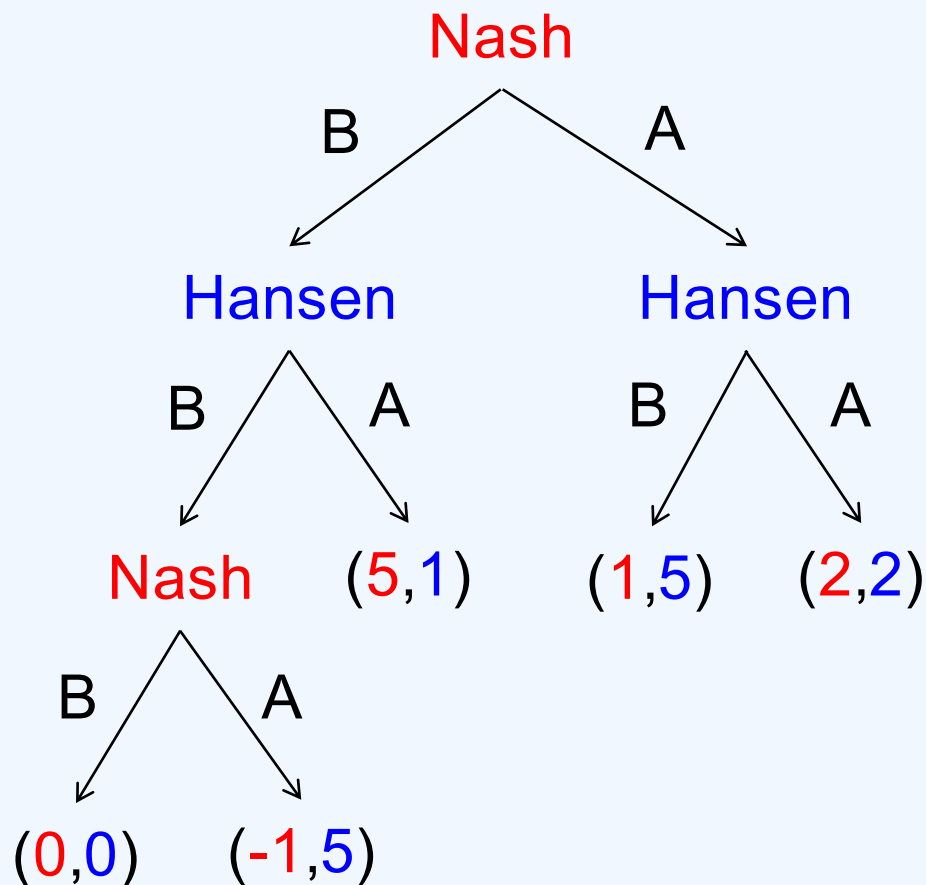 Nash
B A
Hansen Hansen
B A B A
Nash (5,1) (1,5) (2,2)
B A
(0,0) (-1,5)